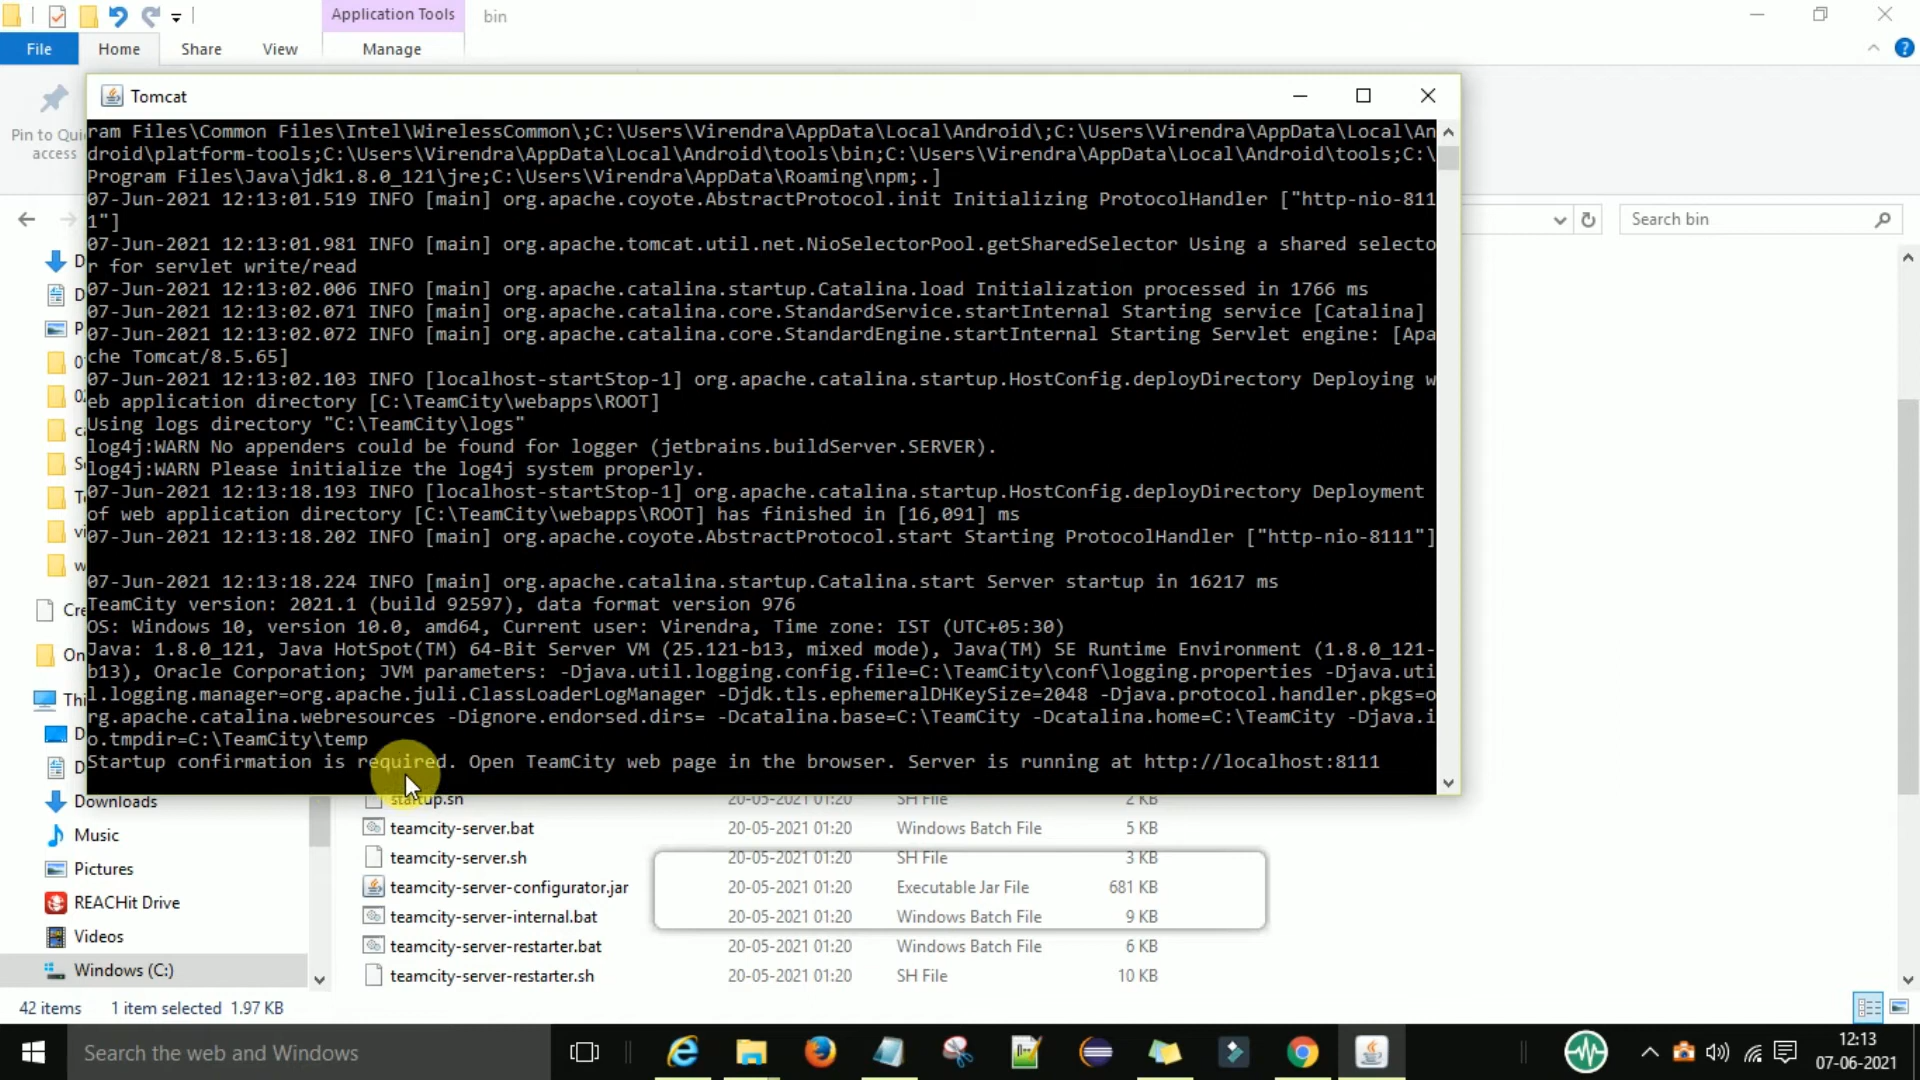 Application Tools
bin
File
Home
Share
View
Manage
Pin to Qui
access
Tomcat
ram Files\Common Files\Intel\WirelessCommon\;C:\Users\Virendra\AppData\Local\Android\;C:\Users\Virendra\AppData\Local\An
droid\platform-tools;C:\Users\Virendra\AppData\Local\Android\tools\bin;C:\Users\Virendra\AppData\Local\Android\tools;C:\
Program Files\Java\jdk1.8.0_121\jre;C:\Users\Virendra\AppData\Roaming\npm;.]
07-Jun-2021 12:13:01.519 INFO [main] org.apache.coyote.AbstractProtocol.init Initializing ProtocolHandler ["http-nio-811
1"]
07-Jun-2021 12:13:01.981 INFO [main] org.apache.tomcat.util.net.NioSelectorPool.getSharedSelector Using a shared selecto
r for servlet write/read
07-Jun-2021 12:13:02.006 INFO [main] org.apache.catalina.startup.Catalina.load Initialization processed in 1766 ms
07-Jun-2021 12:13:02.071 INFO [main] org.apache.catalina.core.StandardService.startInternal Starting service [Catalina]
07-Jun-2021 12:13:02.072 INFO [main] org.apache.catalina.core.StandardEngine.startInternal Starting Servlet engine: [Apa
che Tomcat/8.5.65]
07-Jun-2021 12:13:02.103 INFO [localhost-startStop-1] org.apache.catalina.startup.HostConfig.deployDirectory Deploying w
eb application directory [C:\TeamCity\webapps\ROOT]
Using logs directory "C:\TeamCity\logs"
log4j:WARN No appenders could be found for logger (jetbrains.buildServer.SERVER).
log4j:WARN Please initialize the log4j system properly.
07-Jun-2021 12:13:18.193 INFO [localhost-startStop-1] org.apache.catalina.startup.HostConfig.deployDirectory Deployment
of web application directory [C:\TeamCity\webapps\ROOT] has finished in [16,091] ms
07-Jun-2021 12:13:18.202 INFO [main] org.apache.coyote.AbstractProtocol.start Starting ProtocolHandler ["http-nio-8111"]
07-Jun-2021 12:13:18.224 INFO [main] org.apache.catalina.startup.Catalina.start Server startup in 16217 ms
TeamCity version: 2021.1 (build 92597), data format version 976
OS: Windows 10, version 10.0, amd64, Current user: Virendra, Time zone: IST (UTC+05:30)
Java: 1.8.0_121, Java HotSpot(TM) 64-Bit Server VM (25.121-b13, mixed mode), Java(TM) SE Runtime Environment (1.8.0_121-
b13), Oracle Corporation; JVM parameters: -Djava.util.logging.config.file=C:\TeamCity\conf\logging.properties -Djava.uti
l.logging.manager=org.apache.juli.ClassLoaderLogManager -Djdk.tls.ephemeralDHKeySize=2048 -Djava.protocol.handler.pkgs=o
rg.apache.catalina.webresources -Dignore.endorsed.dirs= -Dcatalina.base=C:\TeamCity -Dcatalina.home=C:\TeamCity -Djava.i
o.tmpdir=C:\TeamCity\temp
Startup confirmation is required. Open TeamCity web page in the browser. Server is running at http://localhost:8111
Search bin
D
D
P
0
02
ca
S
T
vi
w
Cre
On
Thi
D
D
Downloads
Music
Pictures
REACHit Drive
Videos
Windows (C:)
startup.sh 20-05-2021 01:20 SH File 2 KB
teamcity-server.bat 20-05-2021 01:20 Windows Batch File 5 KB
teamcity-server.sh 20-05-2021 01:20 SH File 3 KB
teamcity-server-configurator.jar 20-05-2021 01:20 Executable Jar File 681 KB
teamcity-server-internal.bat 20-05-2021 01:20 Windows Batch File 9 KB
teamcity-server-restarter.bat 20-05-2021 01:20 Windows Batch File 6 KB
teamcity-server-restarter.sh 20-05-2021 01:20 SH File 10 KB
42 items 1 item selected 1.97 KB
Search the web and Windows
12:13
07-06-2021